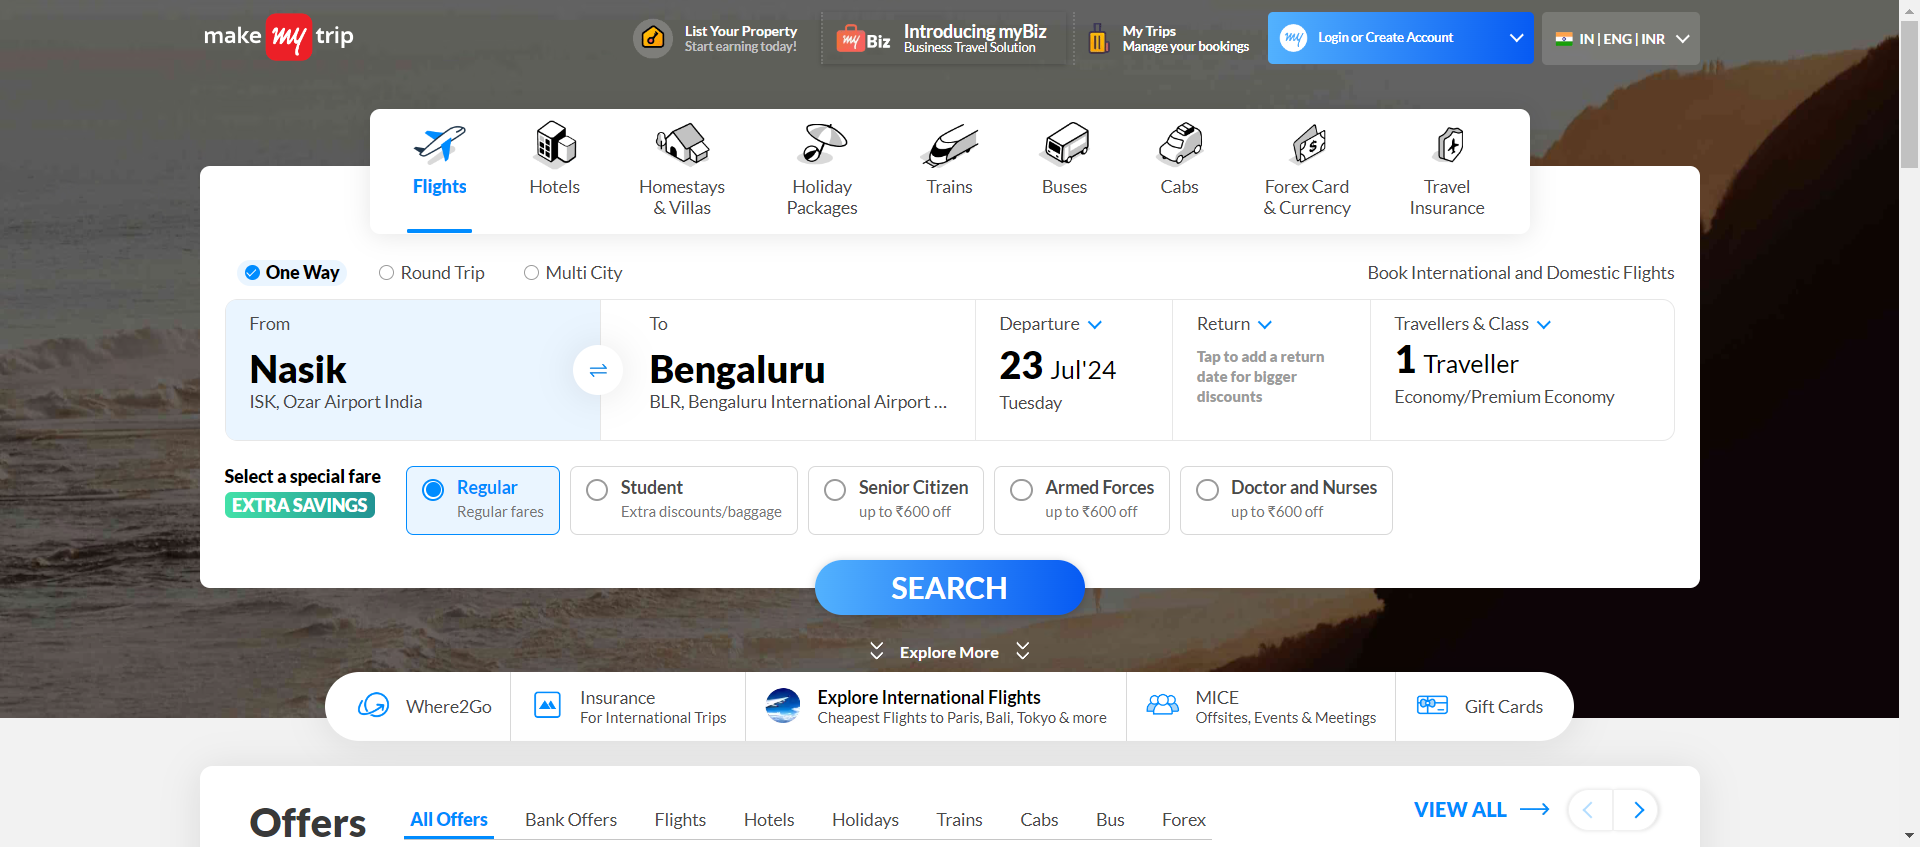 make my trip
List Your Property
Start earning today!
my Biz
Introducing myBiz
Business Travel Solution
My Trips
Manage your bookings
my
Login or Create Account
IN | ENG | INR
Flights
Hotels
Homestays
& Villas
Holiday
Packages
Trains
Buses
Cabs
Forex Card
& Currency
Travel
Insurance
One Way
Round Trip
Multi City
Book International and Domestic Flights
From
Nasik
ISK, Ozar Airport India
To
Bengaluru
BLR, Bengaluru International Airport ...
Departure
23 Jul'24
Tuesday
Return
Tap to add a return
date for bigger
discounts
Travellers & Class
1 Traveller
Economy/Premium Economy
Select a special fare
EXTRA SAVINGS
Regular
Regular fares
Student
Extra discounts/baggage
Senior Citizen
up to ₹600 off
Armed Forces
up to ₹600 off
Doctor and Nurses
up to ₹600 off
SEARCH
Explore More
Where2Go
Insurance
For International Trips
Explore International Flights
Cheapest Flights to Paris, Bali, Tokyo & more
MICE
Offsites, Events & Meetings
Gift Cards
Offers
All Offers
Bank Offers
Flights
Hotels
Holidays
Trains
Cabs
Bus
Forex
VIEW ALL